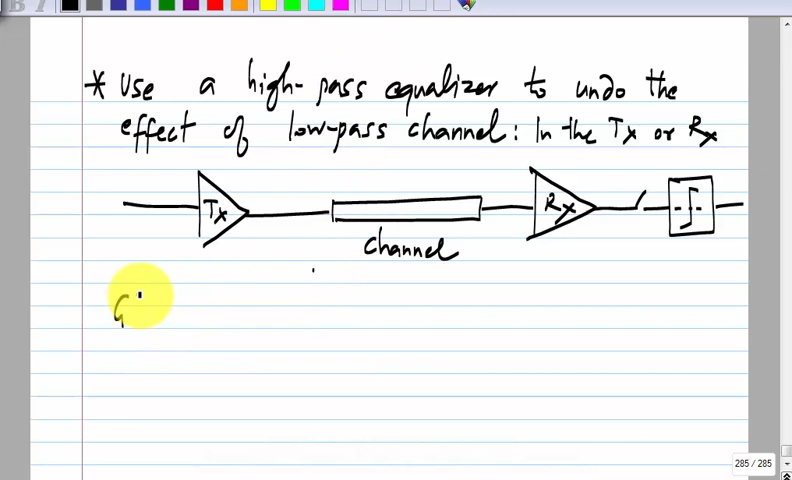 * Use a high-pass equalizer to undo the
effect of low-pass channel: In the Tx or Rx
Tx
Rx
channel
G
285 / 285